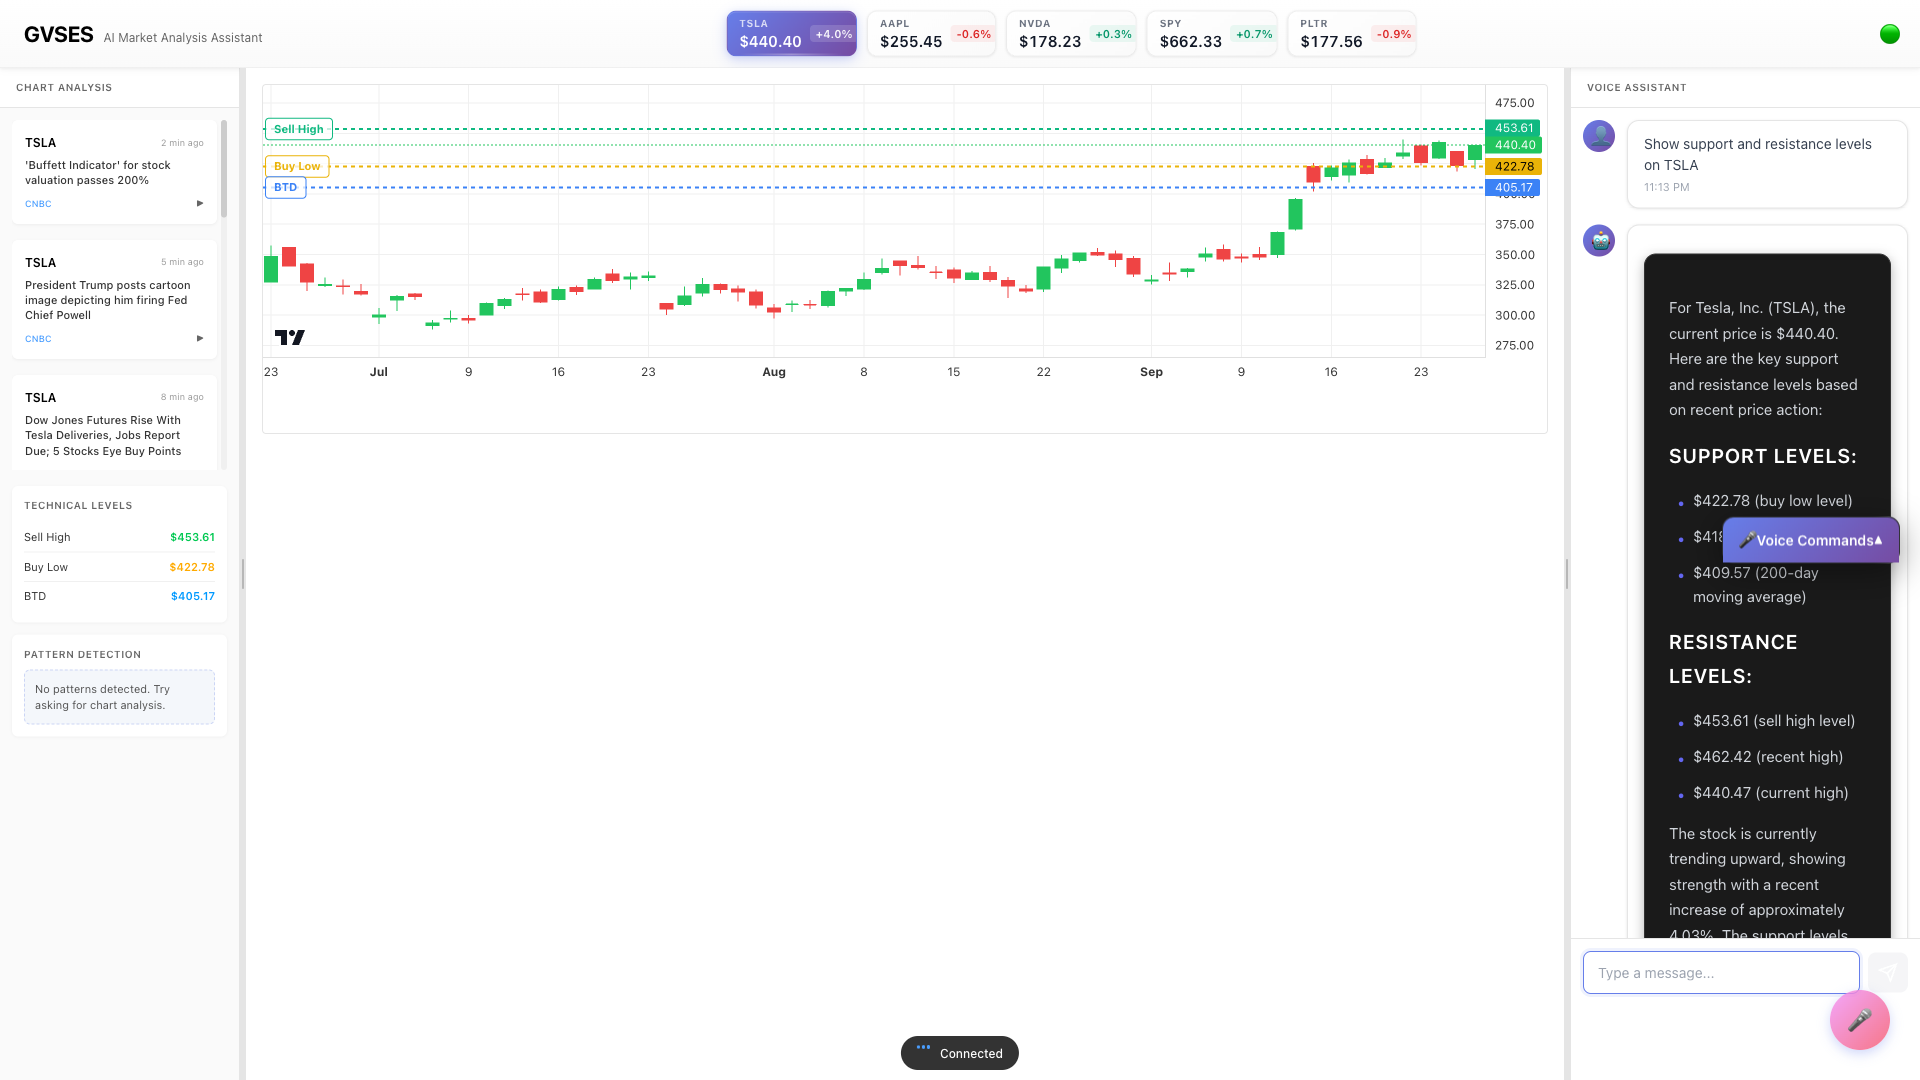 GVSES AI Market Analysis Assistant
TSLA
$440.40 +4.0%
AAPL
$255.45 -0.6%
NVDA
$178.23 +0.3%
SPY
$662.33 +0.7%
PLTR
$177.56 -0.9%
CHART ANALYSIS
TSLA 2 min ago
'Buffett Indicator' for stock
valuation passes 200%
CNBC
TSLA 5 min ago
President Trump posts cartoon
image depicting him firing Fed
Chief Powell
CNBC
TSLA 8 min ago
Dow Jones Futures Rise With
Tesla Deliveries, Jobs Report
Due; 5 Stocks Eye Buy Points
TECHNICAL LEVELS
Sell High $453.61
Buy Low $422.78
BTD $405.17
PATTERN DETECTION
No patterns detected. Try
asking for chart analysis.
Sell High
Buy Low
BTD
475.00
453.61
440.40
422.78
405.17
400.00
375.00
350.00
325.00
300.00
275.00
23 Jul 9 16 23 Aug 8 15 22 Sep 9 16 23
Connected
VOICE ASSISTANT
Show support and resistance levels
on TSLA
11:13 PM
For Tesla, Inc. (TSLA), the
current price is $440.40.
Here are the key support
and resistance levels based
on recent price action:
SUPPORT LEVELS:
$422.78 (buy low level)
Voice Commands
$409.57 (200-day
moving average)
RESISTANCE
LEVELS:
$453.61 (sell high level)
$462.42 (recent high)
$440.47 (current high)
The stock is currently
trending upward, showing
strength with a recent
increase of approximately
4.03%. The support levels
Type a message...